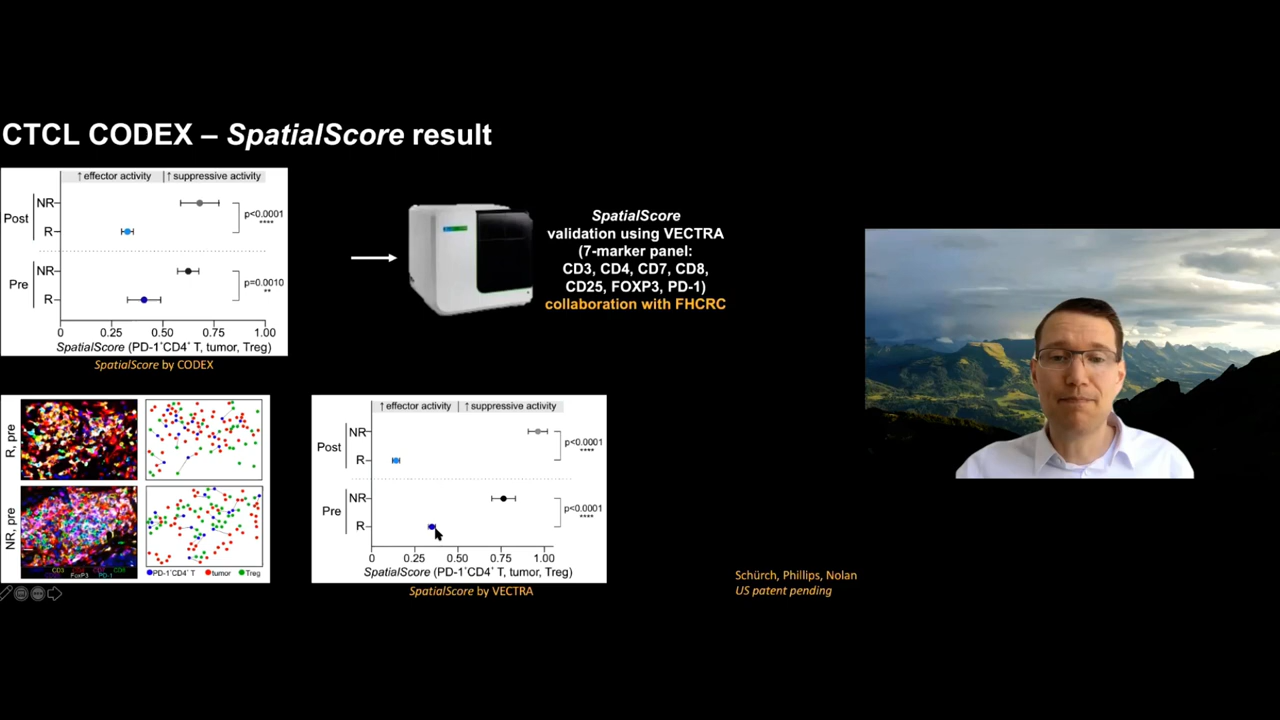 CTCL CODEX – SpatialScore result
↑effector activity ↑suppressive activity
Post
NR
R
p<0.0001
****
Pre
NR
R
p=0.0010
**
0 0.25 0.50 0.75 1.00
SpatialScore (PD-1⁺CD4⁺ T, tumor, Treg)
SpatialScore by CODEX
SpatialScore
validation using VECTRA
(7-marker panel:
CD3, CD4, CD7, CD8,
CD25, FOXP3, PD-1)
collaboration with FHCRC
R, pre
NR, pre
CD3 CD4
FoxP3 PD-1
PD-1⁺CD4⁺ T tumor Treg
↑effector activity ↑suppressive activity
Post
NR
R
p<0.0001
****
Pre
NR
R
p<0.0001
****
0 0.25 0.50 0.75 1.00
SpatialScore (PD-1⁺CD4⁺ T, tumor, Treg)
SpatialScore by VECTRA
Schürch, Phillips, Nolan
US patent pending